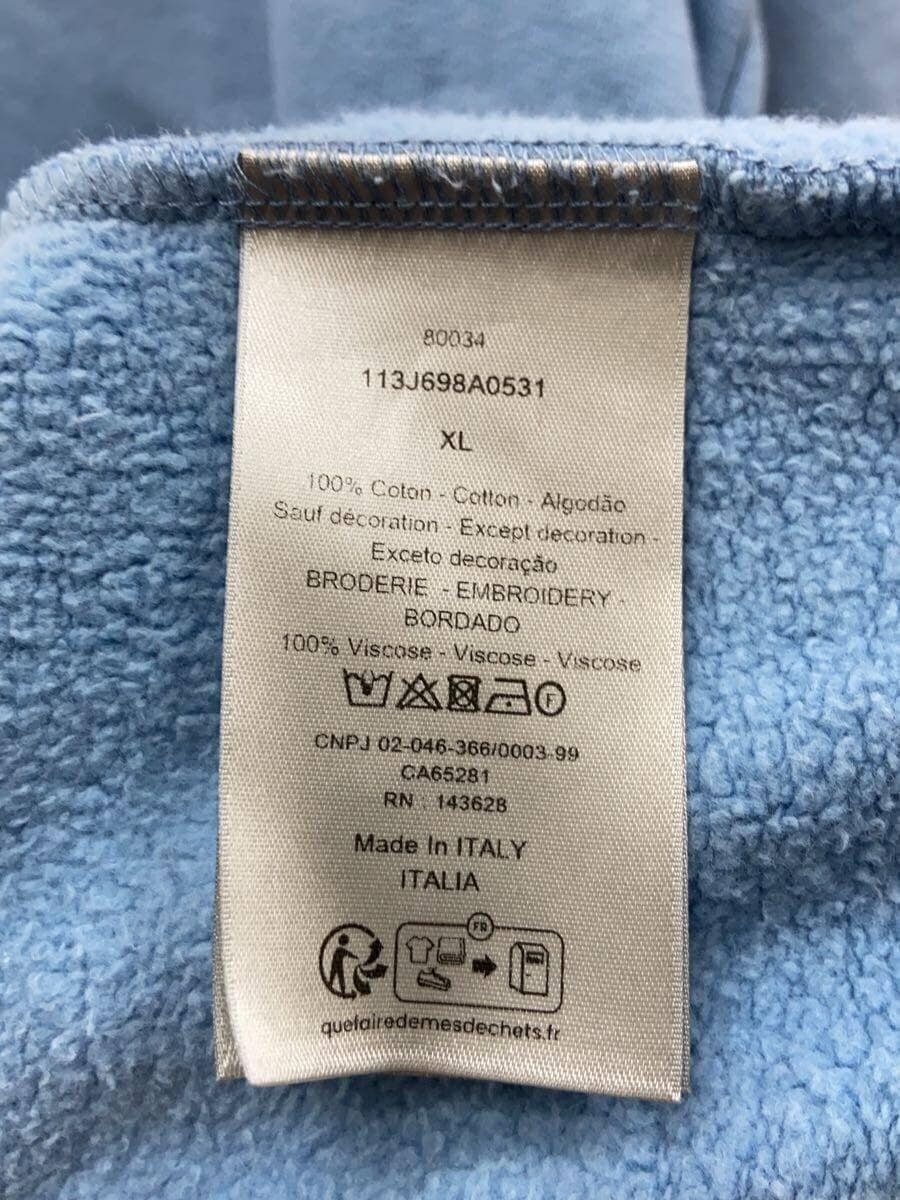 80034
113J698A0531
XL
100% Coton - Cotton - Algodão
Sauf décoration - Except decoration -
Exceto decoração
BRODERIE - EMBROIDERY -
BORDADO
100% Viscose - Viscose - Viscose
F
CNPJ 02-046-366/0003-99
CA65281
RN : 143628
Made In ITALY
ITALIA
FR
quefairedemesdechets.fr